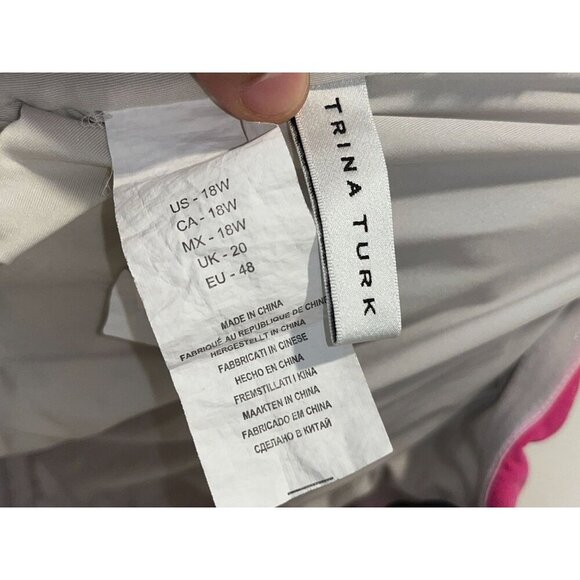 TRINA TURK
US - 18W
CA - 18W
MX - 18W
UK - 20
EU - 48
MADE IN CHINA
FABRIQUÉ AU REPUBLIQUE DE CHINE
HERGESTELLT IN CHINA
FABBRICATI IN CINESE
HECHO EN CHINA
FREMSTILLATI I KINA
MAAKTEN IN CHINA
FABRICADO EM CHINA
СДЕЛАНО В КИТАЙ